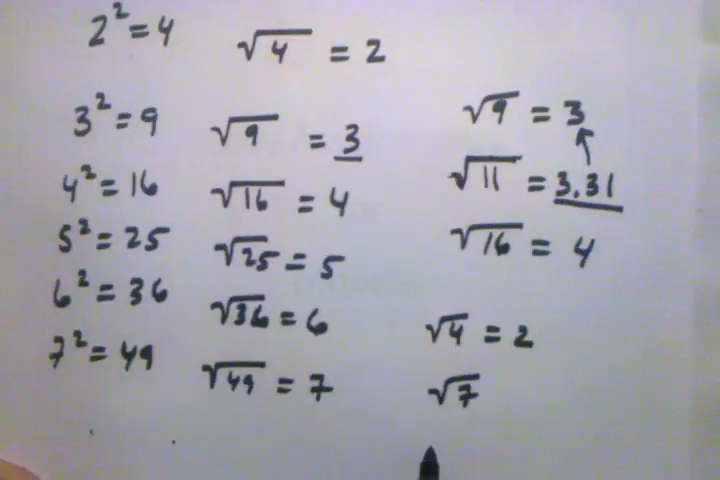 2² = 4 √4 = 2
3² = 9 √9 = 3 √9 = 3
4² = 16 √16 = 4 √11 = 3.31
5² = 25 √25 = 5 √16 = 4
6² = 36 √36 = 6 √4 = 2
7² = 49 √49 = 7 √7